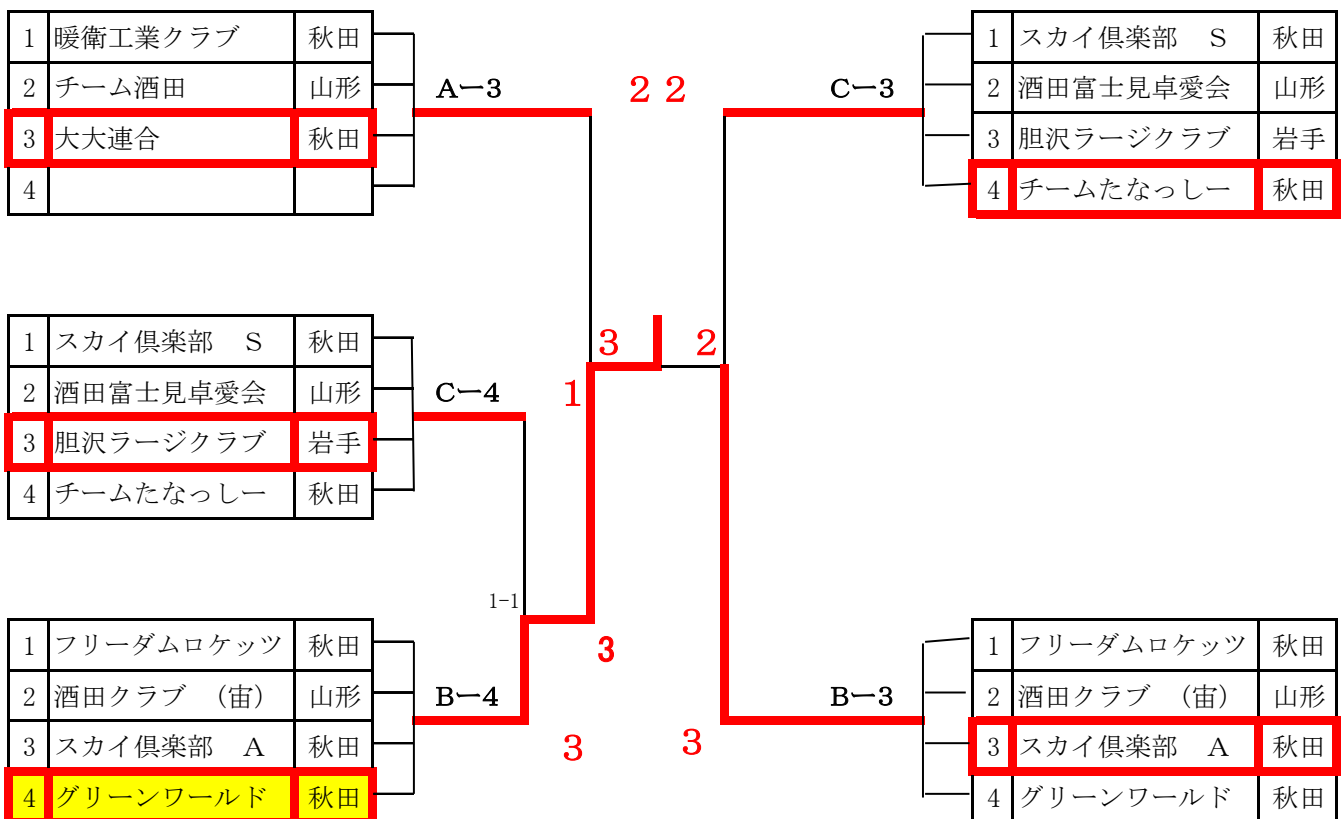 1 暖衛工業クラブ 秋田
2 チーム酒田 山形
3 大大連合 秋田
4
A－3
2 2
C－3
1 スカイ倶楽部　S 秋田
2 酒田富士見卓愛会 山形
3 胆沢ラージクラブ 岩手
4 チームたなっしー 秋田
3
2
1
1 スカイ倶楽部　S 秋田
2 酒田富士見卓愛会 山形
3 胆沢ラージクラブ 岩手
4 チームたなっしー 秋田
C－4
1-1
3
1 フリーダムロケッツ 秋田
2 酒田クラブ　（宙） 山形
3 スカイ倶楽部　A 秋田
4 グリーンワールド 秋田
B－4
3
3
B－3
1 フリーダムロケッツ 秋田
2 酒田クラブ　（宙） 山形
3 スカイ倶楽部　A 秋田
4 グリーンワールド 秋田